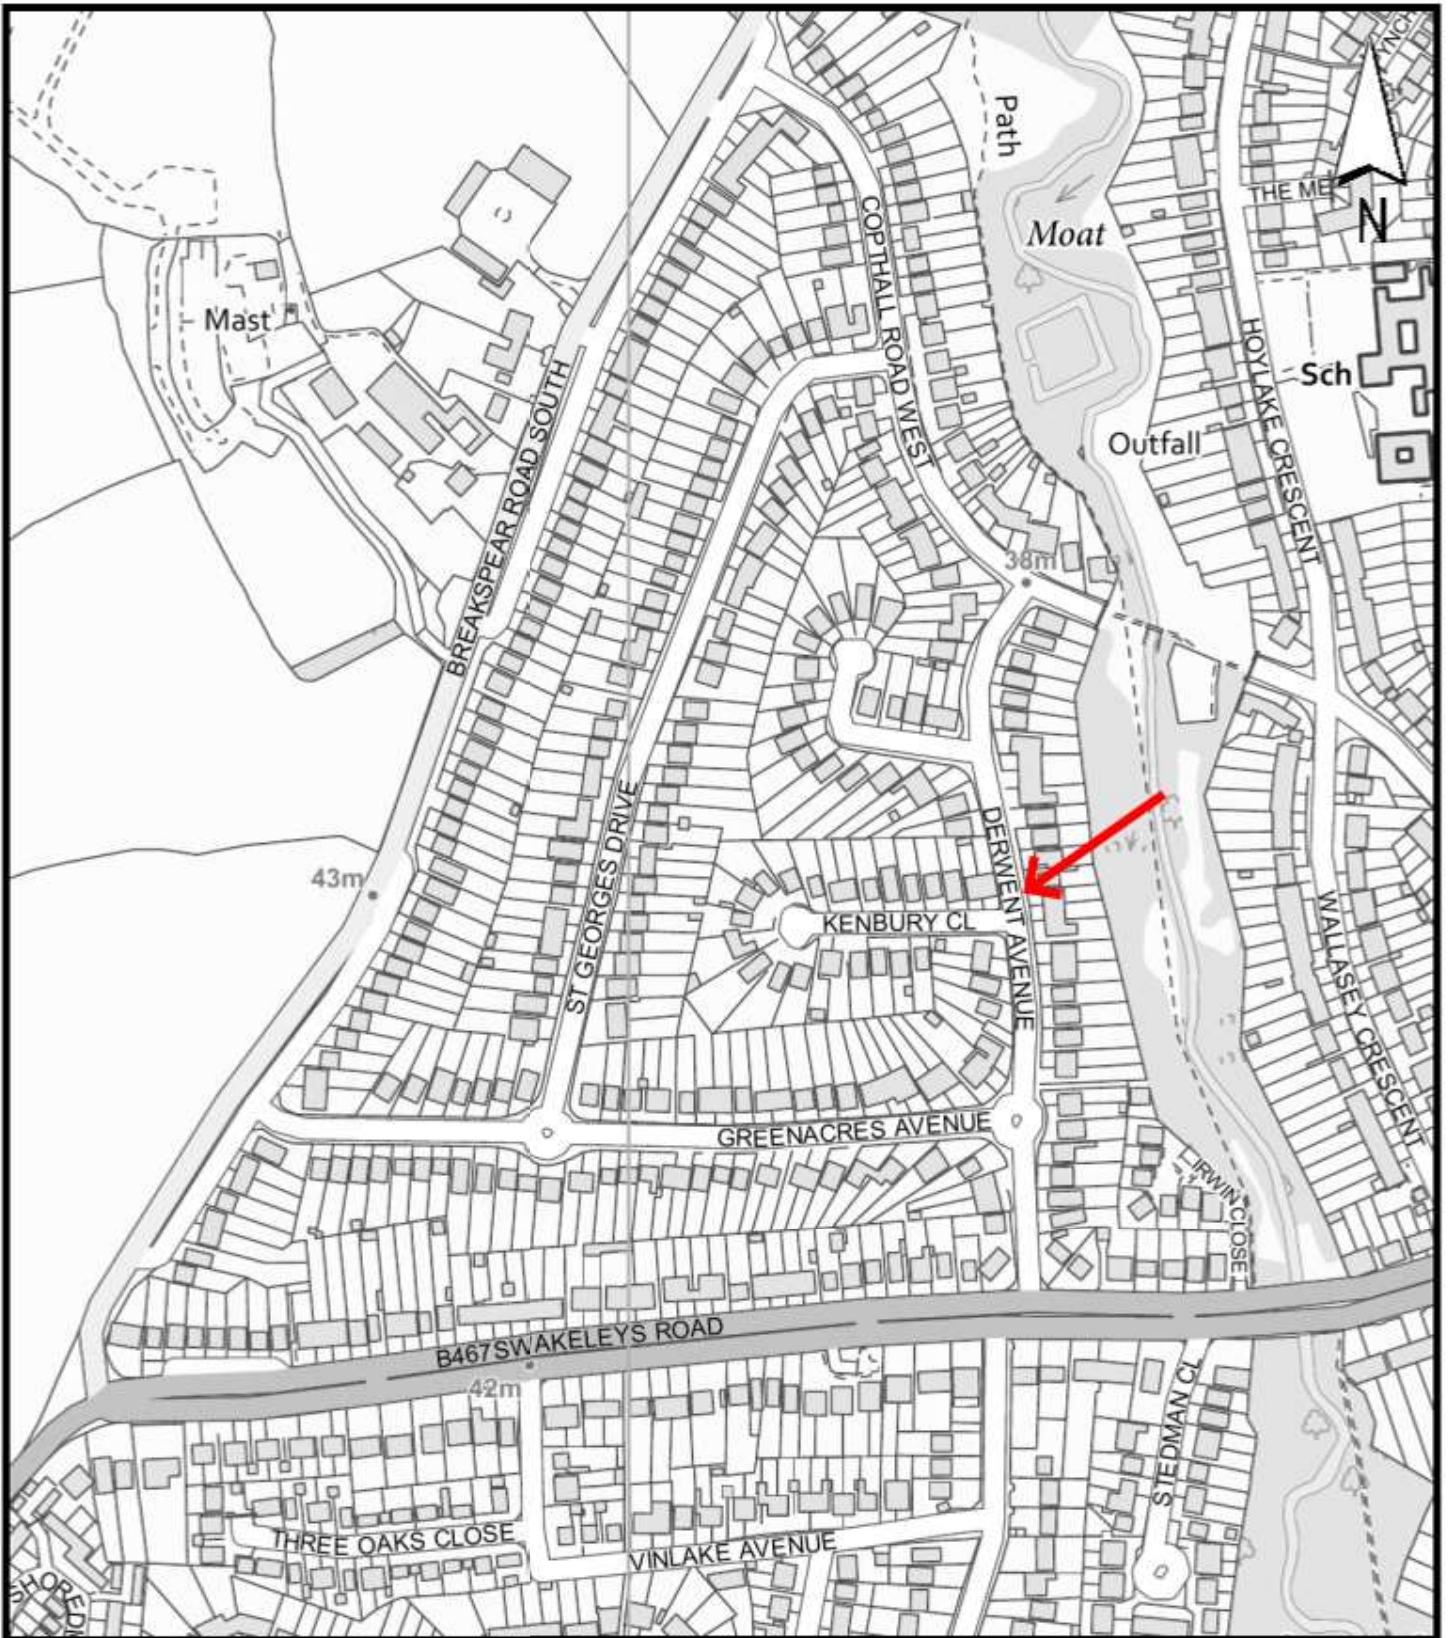 Path
N
THE ME
Moat
COPTHALL ROAD WEST
Mast
HOYLAKE CRESCENT
Sch
BREAKSPEAR ROAD SOUTH
Outfall
38m
DERWENT AVENUE
ST GEORGES DRIVE
43m
KENBURY CL
WALLASEY CRESCENT
GREENACRES AVENUE
IRWIN CLOSE
B467 SWAKELEYS ROAD
42m
STEDMAN CL
THREE OAKS CLOSE
VINLAKE AVENUE